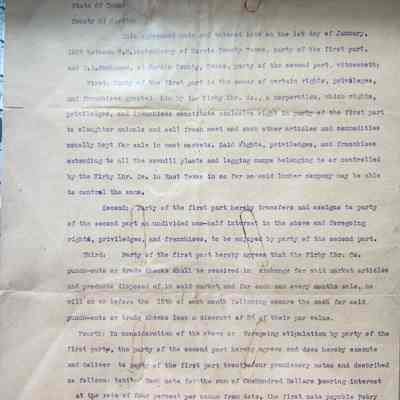 State Of Texas
County Of Hardin
This agreement made and entered into on the 1st day of January,
between of Harris County Texas, party of the first part,
and of Hardin County, Texas, party of the second part, witnesseth;
First. Party of the first part is the owner of certain rights, priveleges,
and franchises granted him by the Kirby lbr. Co., a corporation, which rights,
priveleges, and franchises constitute exclusive right in party of the first part
to slaughter animals and sell fresh meat and such other articles and commodities
usually kept for sale in meat markets. Said rights, priveleges, and franchises
extending to all the sawmill plants and logging camps belonging to or controlled
by the Kirby lbr. Co. in East Texas in so far as said lumber company may be able
to control the same.
Second: Party of the first part hereby transfers and assigns to party
of the second part an undivided one-half interest in the above and foregoing
rights, priveleges, and franchises, to be enjoyed by party of the second part.
Third: Party of the first part hereby agrees that the Kirby lbr. Co.
punch-outs or trade checks shall be received in exchange for said market articles
and products disposed of in said market and for each and every months sale, he
will on or before the 15th of each month following secure the cash for said
punch-outs or trade checks less a discount of 5% of their par value.
Fourth: In consideration of the above or foregoing stipulation by party of the
first part, the party of the second part hereby agrees and does hereby execute
and deliver to party of the first part twenty four promissory notes and described
as follows: Each note for the sum of OneHundred Dollars bearing interest
at the rate of four percent per annum from date, the first note payable Febry